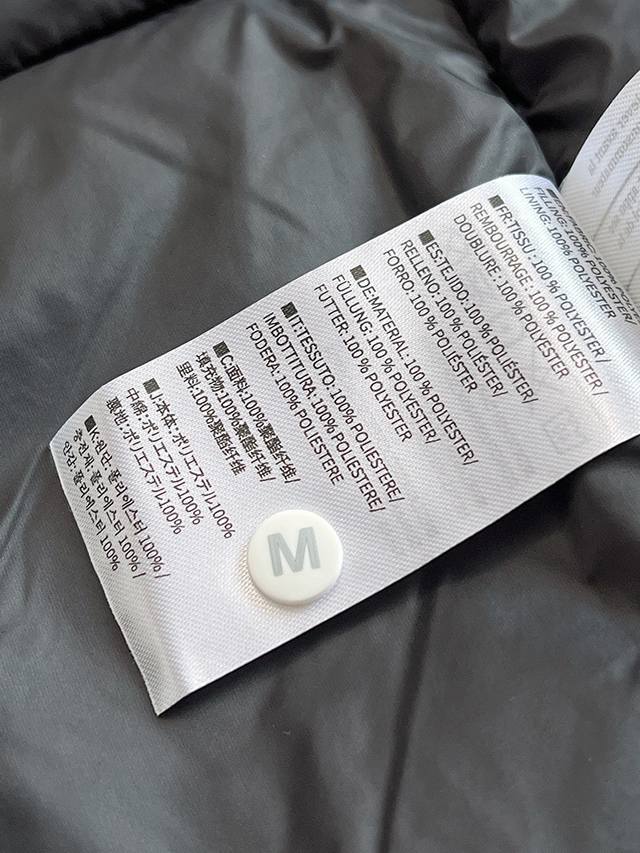 FILLING: 100% POLYESTER/
LINING: 100% POLYESTER
■FR:TISSU: 100 % POLYESTER/
REMBOURRAGE: 100 % POLYESTER/
DOUBLURE: 100 % POLYESTER
■ES:TEJIDO: 100 % POLIÉSTER/
RELLENO: 100 % POLIÉSTER/
FORRO: 100 % POLIÉSTER
■DE:MATERIAL: 100 % POLYESTER/
FÜLLUNG: 100 % POLYESTER/
FUTTER: 100 % POLYESTER
■IT:TESSUTO: 100% POLIESTERE/
IMBOTTITURA: 100% POLIESTERE/
FODERA: 100% POLIESTERE
■C:面料:100%聚酯纤维/
填充物:100%聚酯纤维/
里料:100%聚酯纤维
■J:本体:ポリエステル100%
中綿:ポリエステル100%
裏地:ポリエステル100%
■K:원단: 폴리에스터 100% /
충전재: 폴리에스터 100% /
안감: 폴리에스터 100%
M